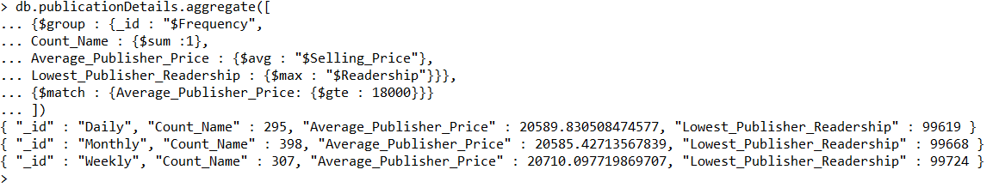 > db.publicationDetails.aggregate([
... {$group : {_id : "$Frequency",
... Count_Name : {$sum :1},
... Average_Publisher_Price : {$avg : "$Selling_Price"},
... Lowest_Publisher_Readership : {$max : "$Readership"}}},
... {$match : {Average_Publisher_Price: {$gte : 18000}}}
... ])
{ "_id" : "Daily", "Count_Name" : 295, "Average_Publisher_Price" : 20589.830508474577, "Lowest_Publisher_Readership" : 99619 }
{ "_id" : "Monthly", "Count_Name" : 398, "Average_Publisher_Price" : 20585.42713567839, "Lowest_Publisher_Readership" : 99668 }
{ "_id" : "Weekly", "Count_Name" : 307, "Average_Publisher_Price" : 20710.097719869707, "Lowest_Publisher_Readership" : 99724 }
>